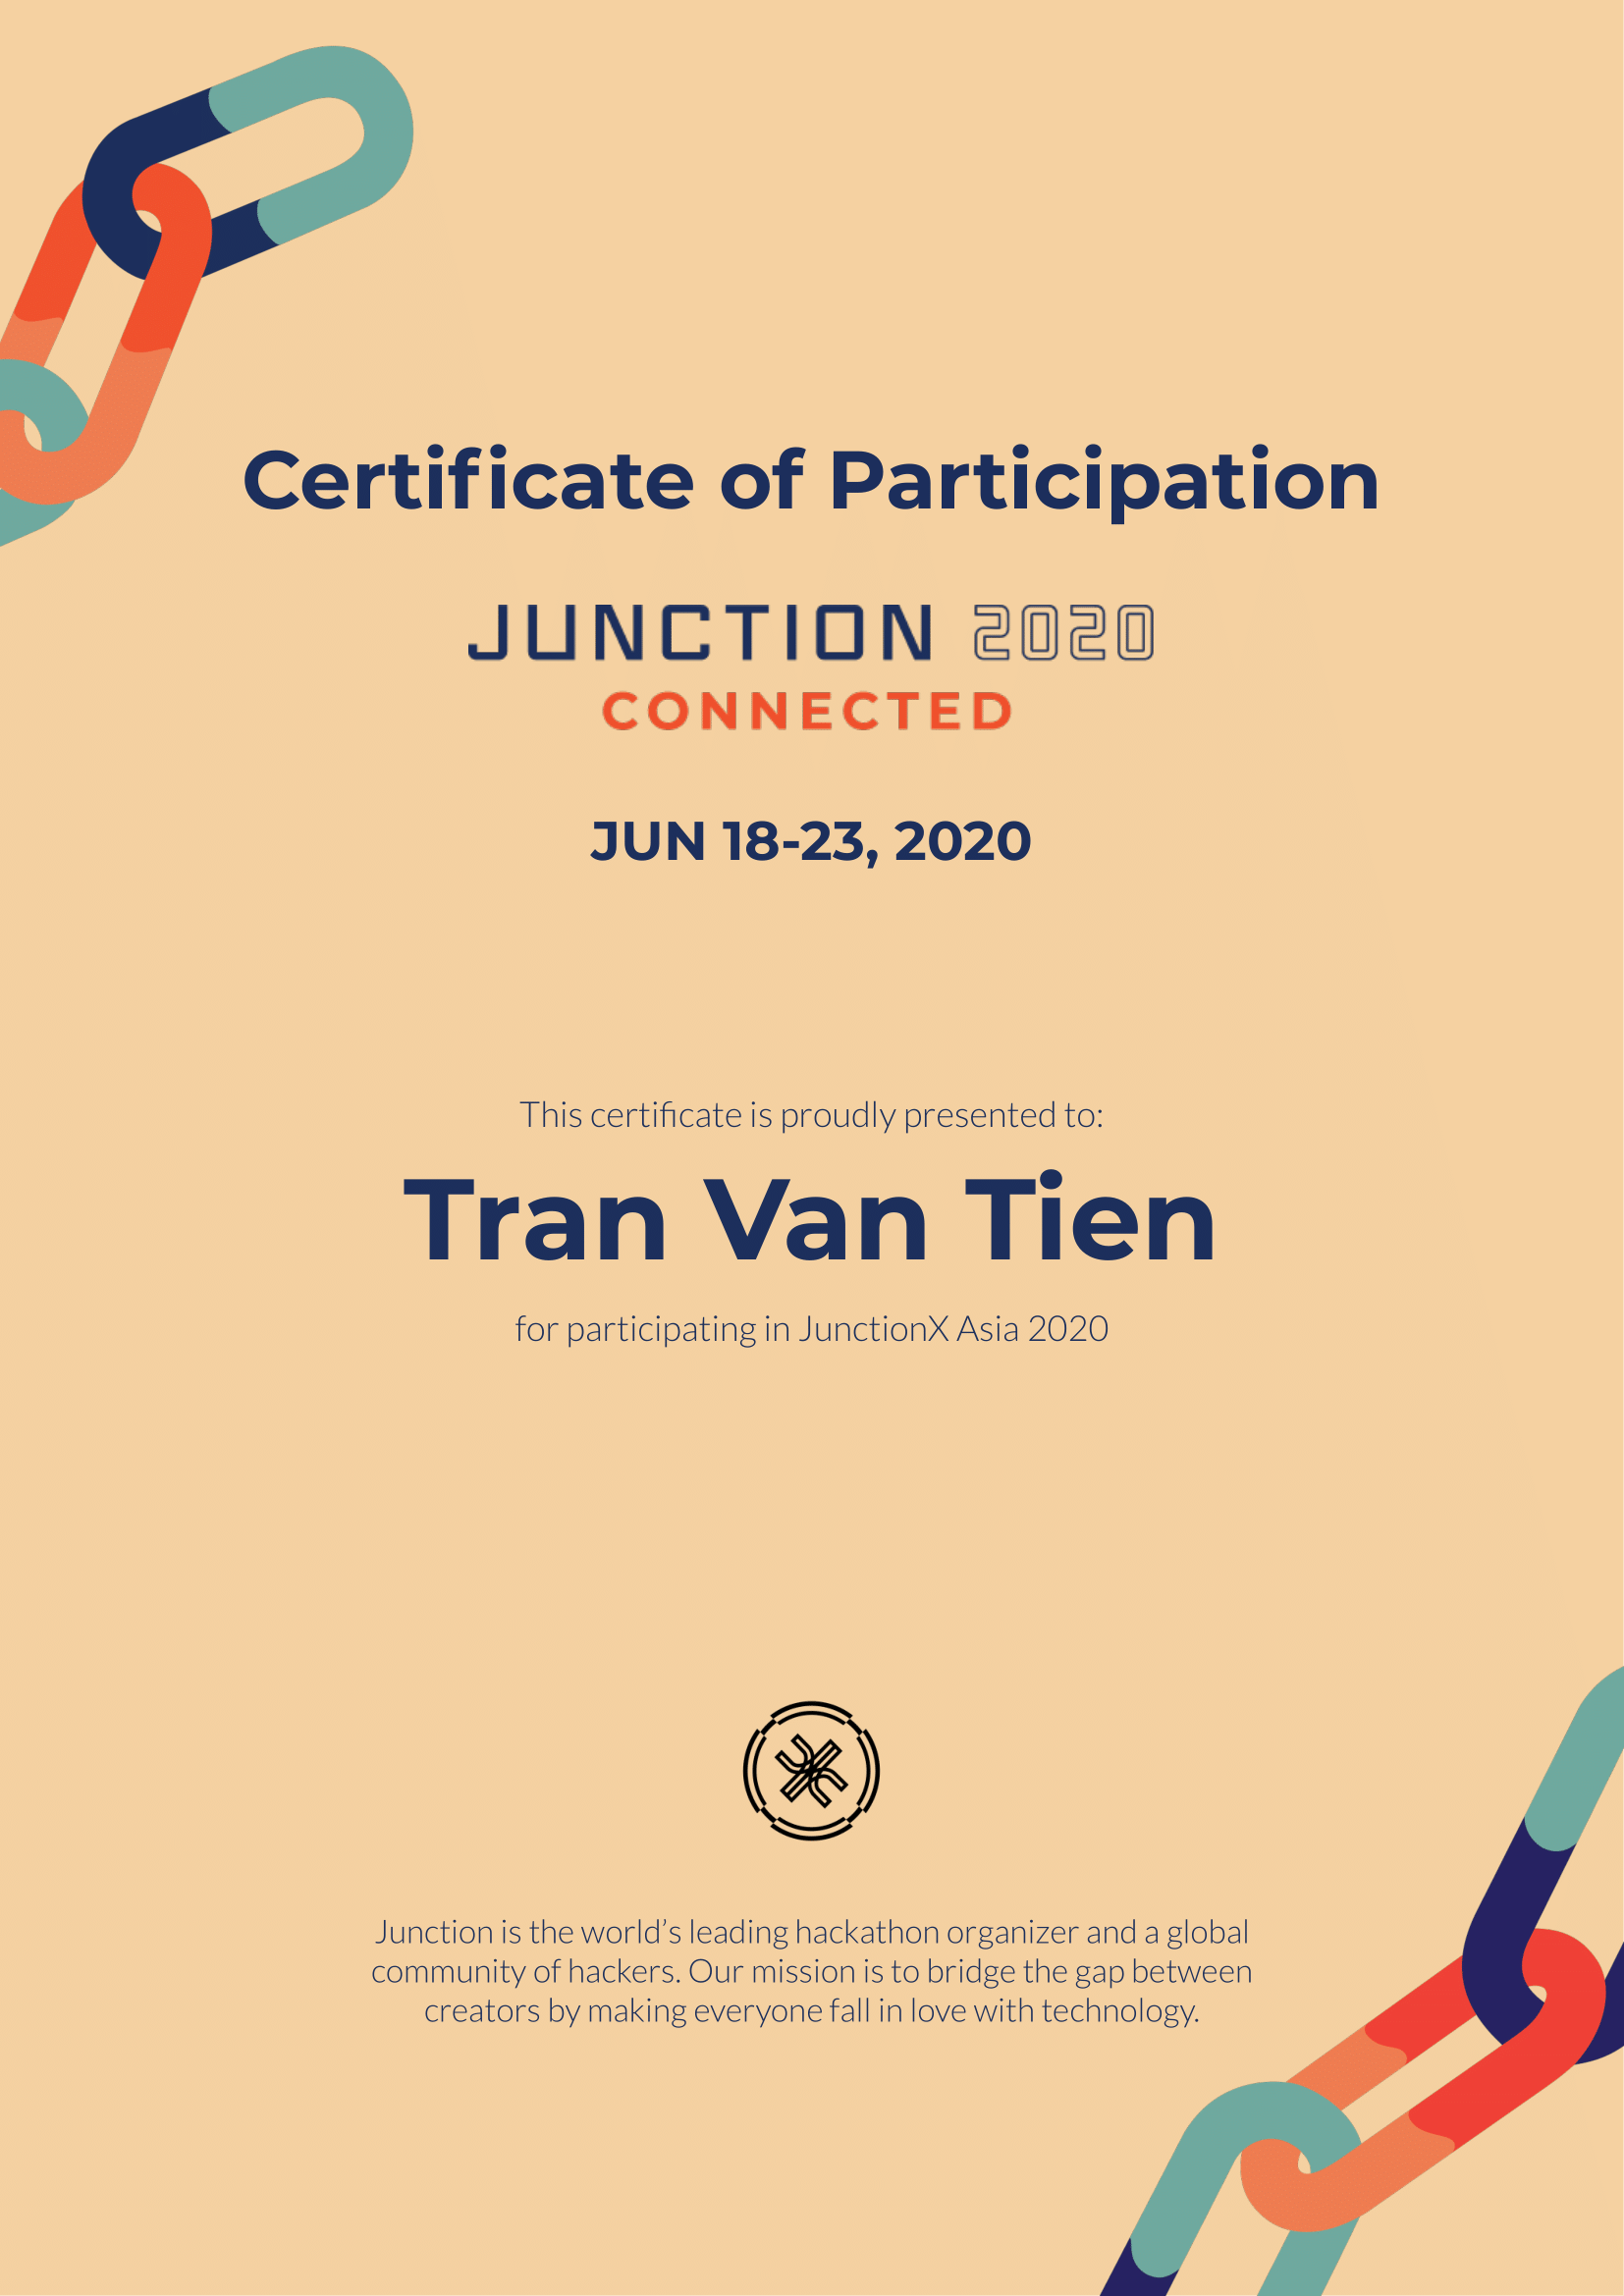 Certificate of Participation
JUNCTION 2020
CONNECTED
JUN 18-23, 2020
This certificate is proudly presented to:
Tran Van Tien
for participating in JunctionX Asia 2020
Junction is the world’s leading hackathon organizer and a global
community of hackers. Our mission is to bridge the gap between
creators by making everyone fall in love with technology.